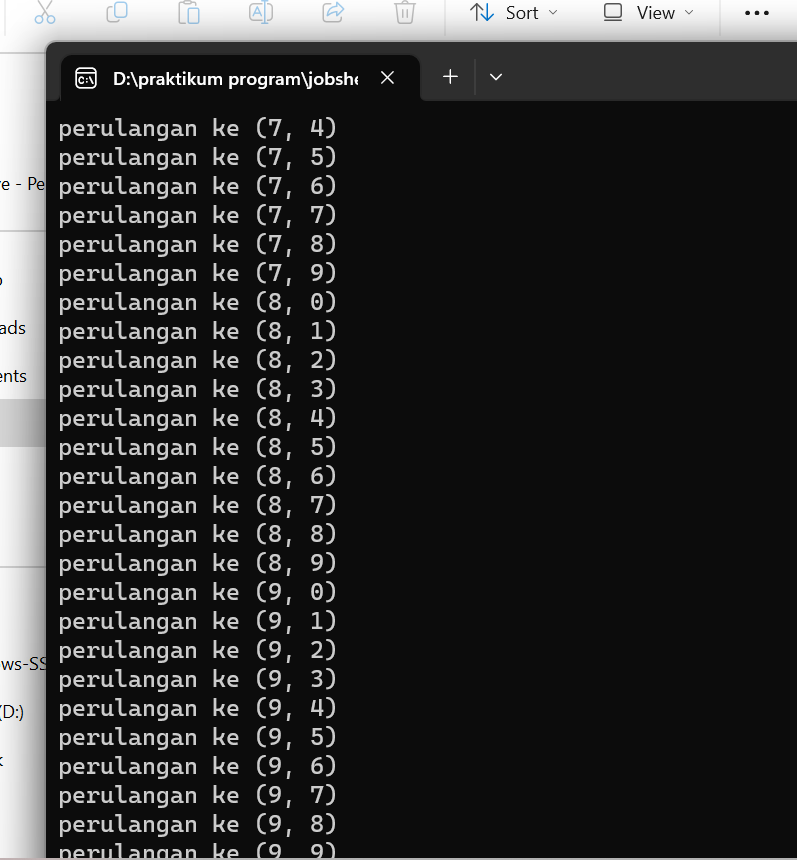 Sort
View
D:\praktikum program\jobshe
perulangan ke (7, 4)
perulangan ke (7, 5)
e - Pe
perulangan ke (7, 6)
perulangan ke (7, 7)
perulangan ke (7, 8)
perulangan ke (7, 9)
perulangan ke (8, 0)
ads
perulangan ke (8, 1)
perulangan ke (8, 2)
ents
perulangan ke (8, 3)
perulangan ke (8, 4)
perulangan ke (8, 5)
perulangan ke (8, 6)
perulangan ke (8, 7)
perulangan ke (8, 8)
perulangan ke (8, 9)
perulangan ke (9, 0)
perulangan ke (9, 1)
perulangan ke (9, 2)
ws-SS
perulangan ke (9, 3)
(D:)
perulangan ke (9, 4)
perulangan ke (9, 5)
perulangan ke (9, 6)
perulangan ke (9, 7)
perulangan ke (9, 8)
perulangan ke (9, 9)